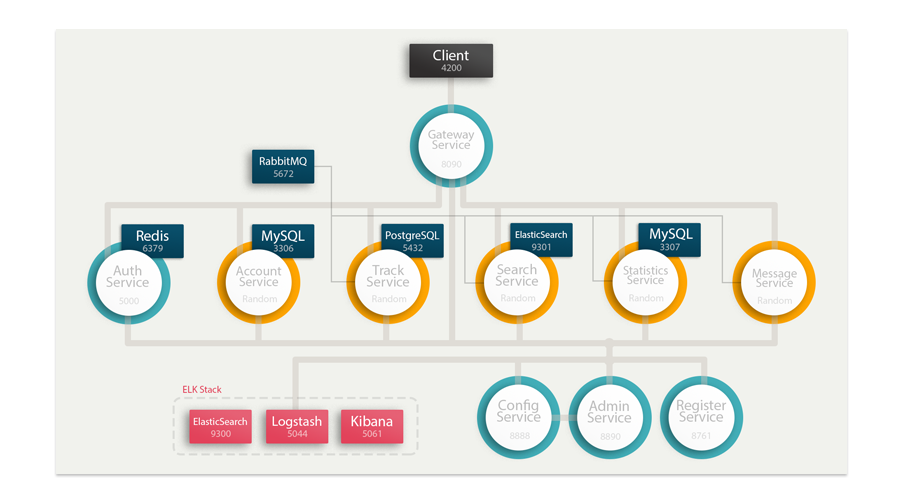 Client
4200
Gateway
Service
8090
RabbitMQ
5672
Redis
6379
MySQL
3306
PostgreSQL
5432
ElasticSearch
9301
MySQL
3307
Auth
Service
5000
Account
Service
Random
Track
Service
Random
Search
Service
Random
Statistics
Service
Random
Message
Service
Random
ELK Stack
ElasticSearch
9300
Logstash
5044
Kibana
5061
Config
Service
8888
Admin
Service
8890
Register
Service
8761